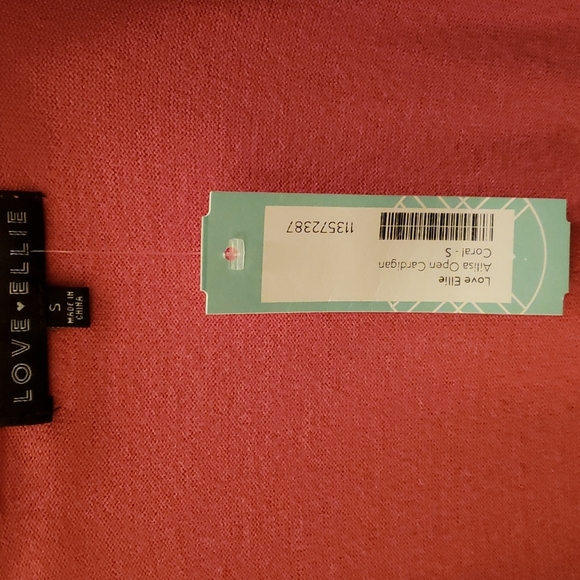 LOVE ♥ ELLIE
S
MADE IN
CHINA
Love Ellie
Ailisa Open Cardigan
Coral - S
113572387